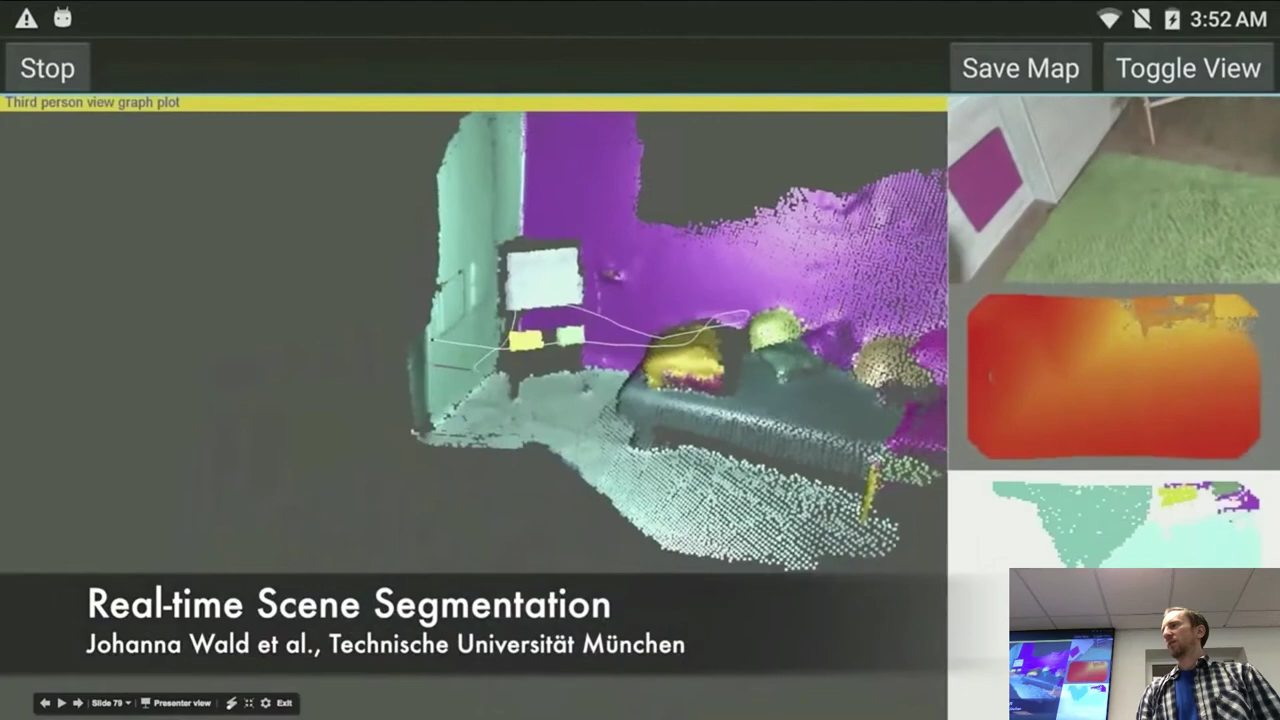 3:52 AM
Stop
Save Map
Toggle View
Third person view graph plot
Real-time Scene Segmentation
Johanna Wald et al., Technische Universität München
Slide 79
Presenter view
Exit